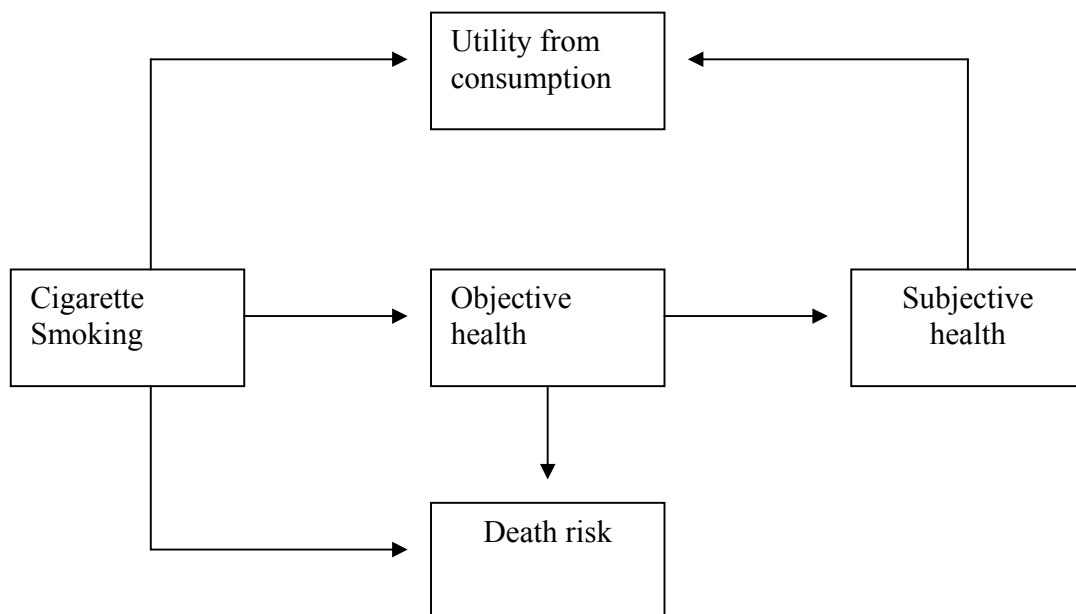 Utility from
consumption
Cigarette
Smoking
Objective
health
Subjective
health
Death risk